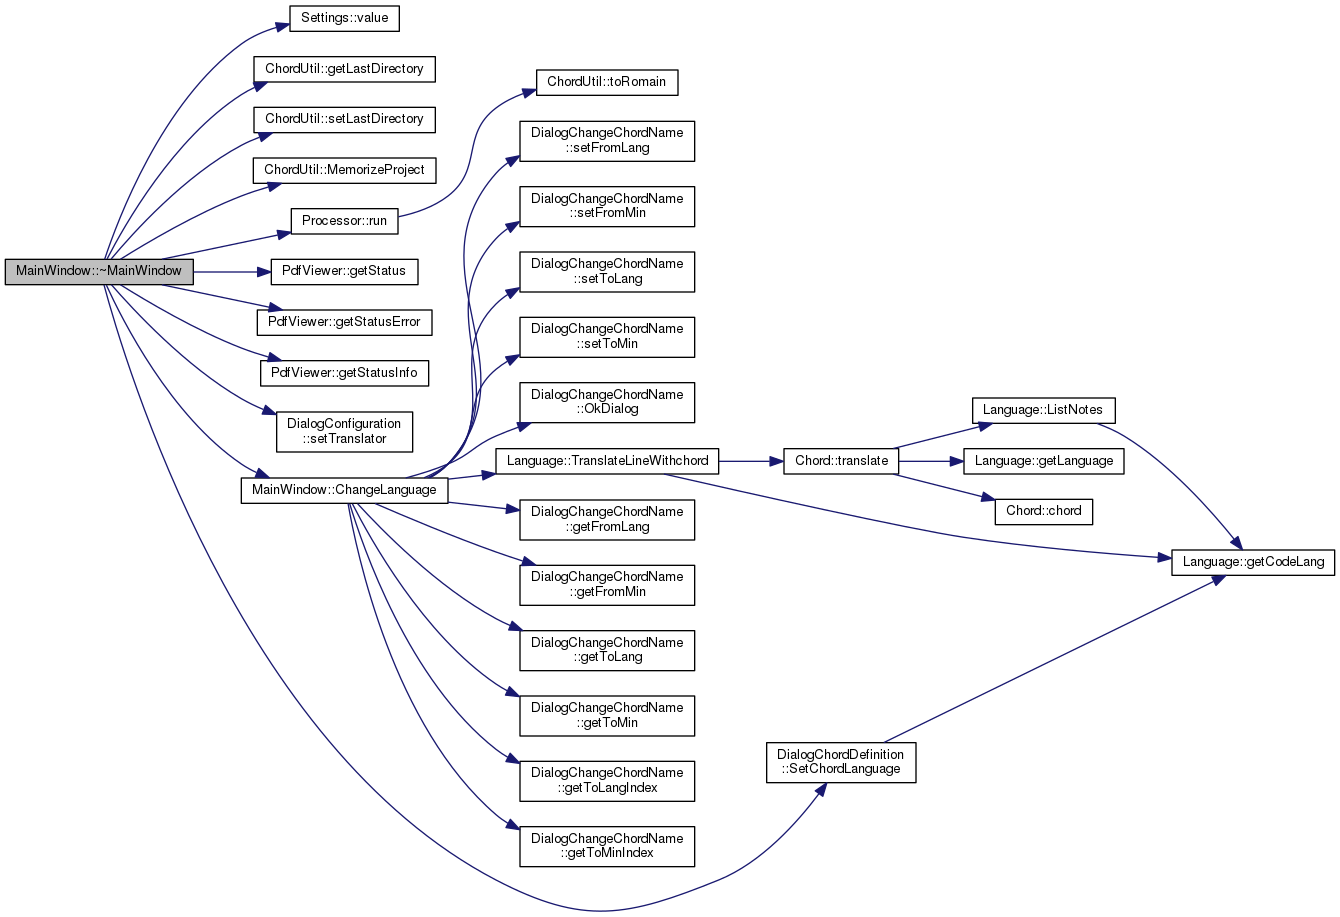 MainWindow::~MainWindow
Settings::value
ChordUtil::getLastDirectory
ChordUtil::setLastDirectory
ChordUtil::MemorizeProject
Processor::run
PdfViewer::getStatus
PdfViewer::getStatusError
PdfViewer::getStatusInfo
DialogConfiguration
::setTranslator
MainWindow::ChangeLanguage
ChordUtil::toRomain
DialogChangeChordName
::setFromLang
DialogChangeChordName
::setFromMin
DialogChangeChordName
::setToLang
DialogChangeChordName
::setToMin
DialogChangeChordName
::OkDialog
Language::TranslateLineWithchord
DialogChangeChordName
::getFromLang
DialogChangeChordName
::getFromMin
DialogChangeChordName
::getToLang
DialogChangeChordName
::getToMin
DialogChangeChordName
::getToLangIndex
DialogChangeChordName
::getToMinIndex
Chord::translate
DialogChordDefinition
::SetChordLanguage
Language::ListNotes
Language::getLanguage
Chord::chord
Language::getCodeLang